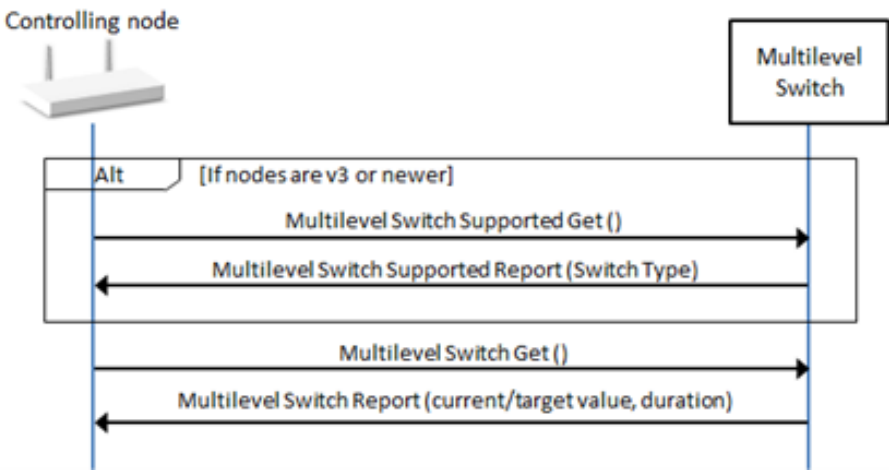 Controlling node
Multilevel
Switch
Alt
[If nodes are v3 or newer]
Multilevel Switch Supported Get ()
Multilevel Switch Supported Report (Switch Type)
Multilevel Switch Get ()
Multilevel Switch Report (current/target value, duration)